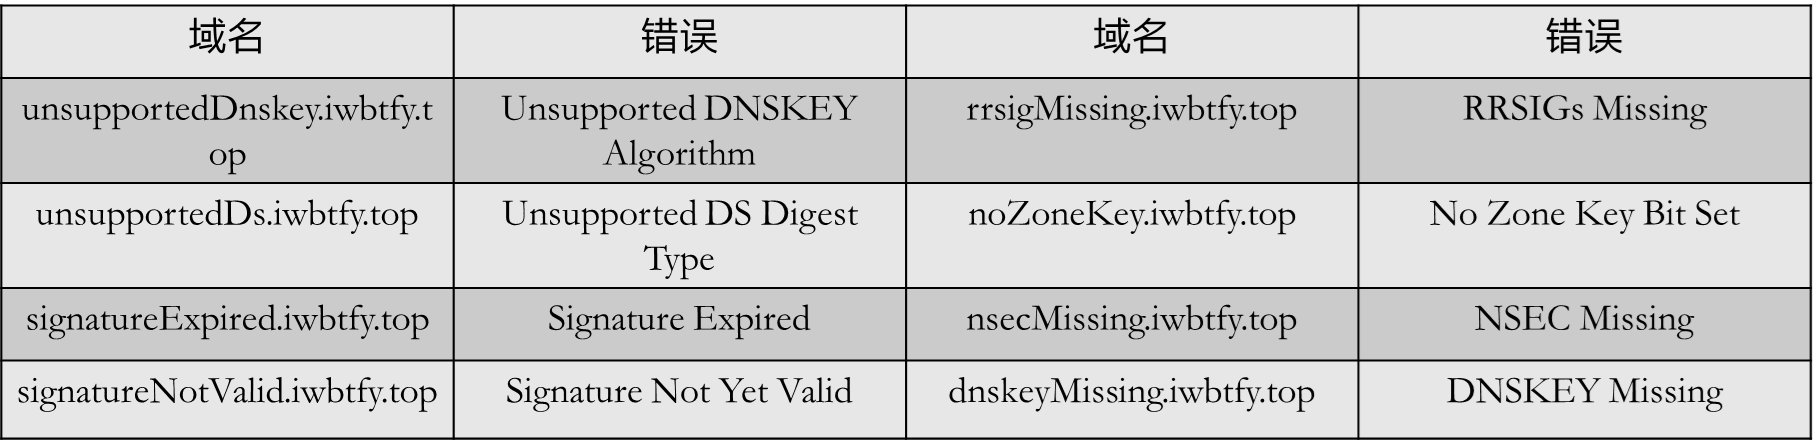 域名 错误 域名 错误
unsupportedDnskey.iwbtfy.t Unsupported DNSKEY rrsigMissing.iwbtfy.top RRSIGs Missing
op Algorithm
unsupportedDs.iwbtfy.top Unsupported DS Digest noZoneKey.iwbtfy.top No Zone Key Bit Set
Type
signatureExpired.iwbtfy.top Signature Expired nsecMissing.iwbtfy.top NSEC Missing
signatureNotValid.iwbtfy.top Signature Not Yet Valid dnskeyMissing.iwbtfy.top DNSKEY Missing